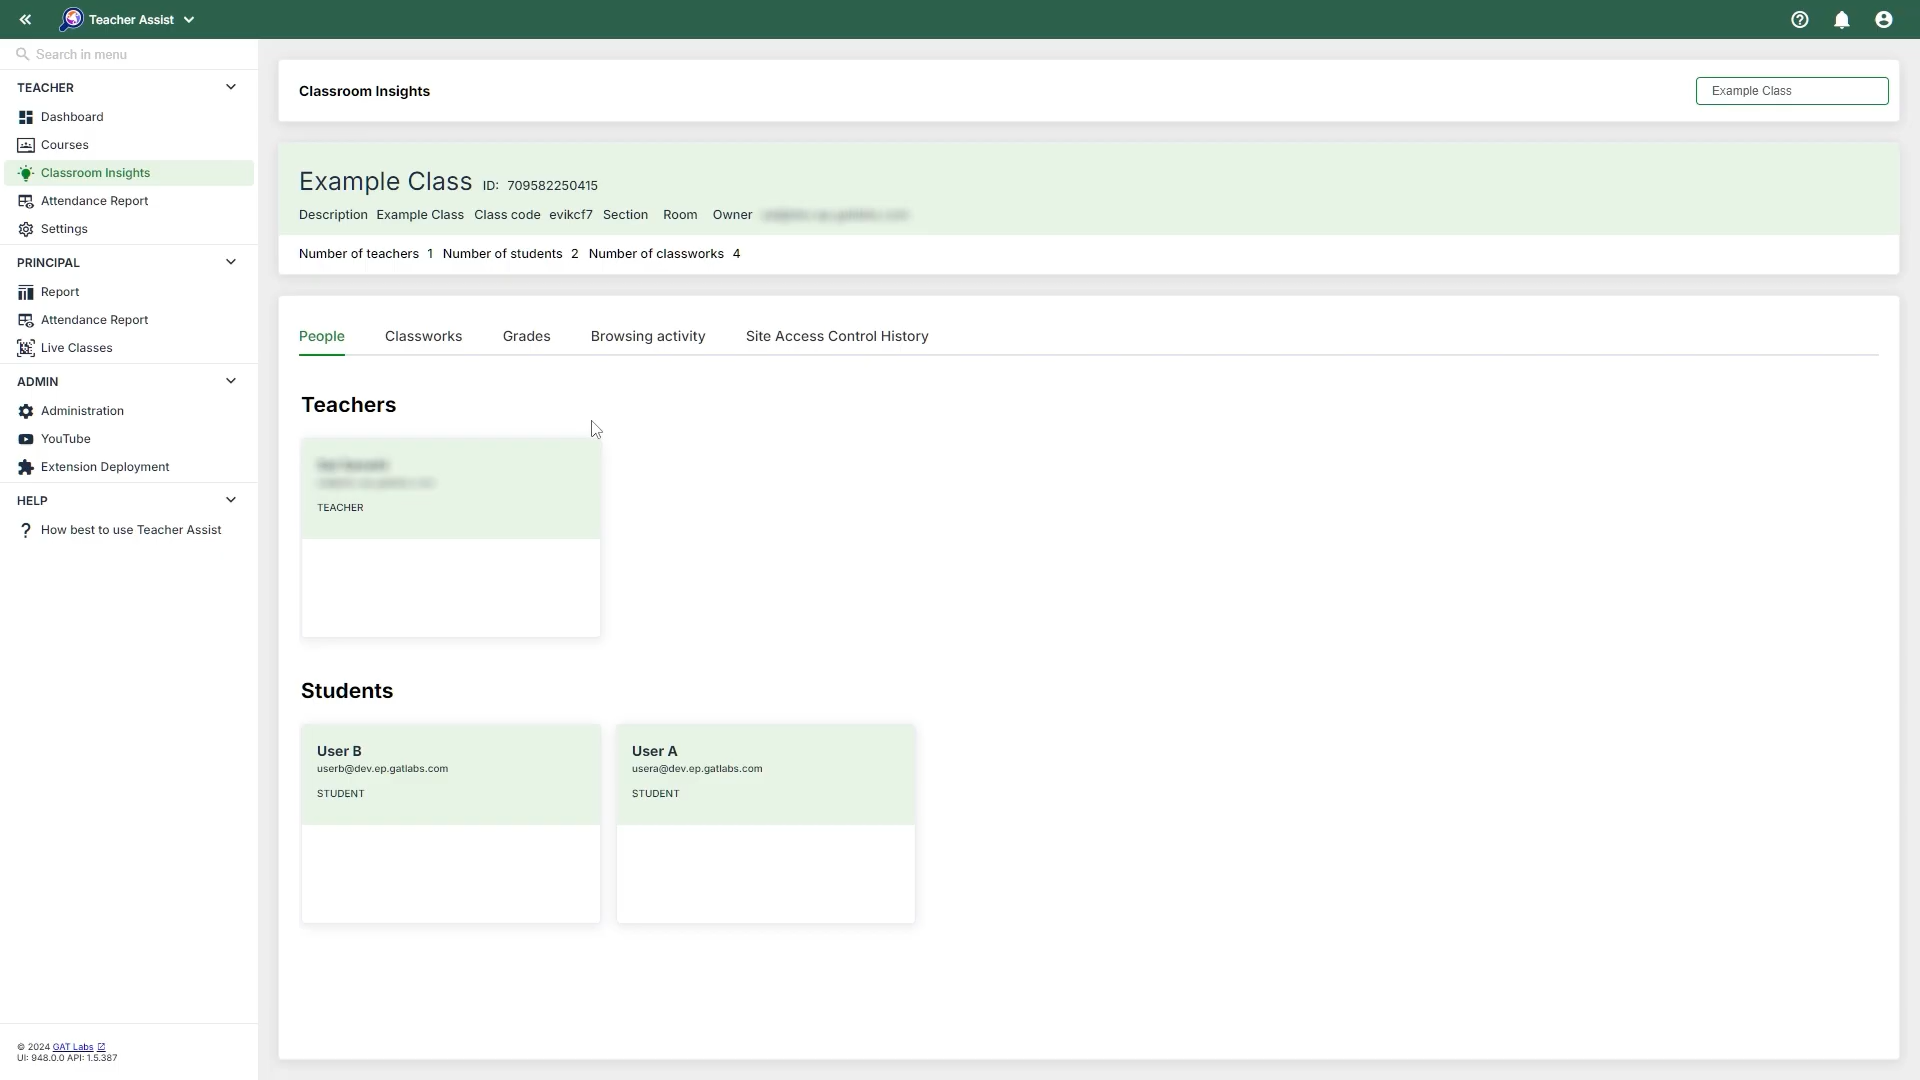 Teacher Assist
Search in menu
TEACHER
Dashboard
Courses
Classroom Insights
Attendance Report
Settings
PRINCIPAL
Report
Attendance Report
Live Classes
ADMIN
Administration
YouTube
Extension Deployment
HELP
? How best to use Teacher Assist
© 2024 GAT Labs
UI: 948.0.0 API: 1.5.387
Classroom Insights
Example Class
Example Class ID: 709582250415
Description Example Class Class code evikcf7 Section Room Owner
Number of teachers 1 Number of students 2 Number of classworks 4
People Classworks Grades Browsing activity Site Access Control History
Teachers
TEACHER
Students
User B
userb@dev.ep.gatlabs.com
STUDENT
User A
usera@dev.ep.gatlabs.com
STUDENT